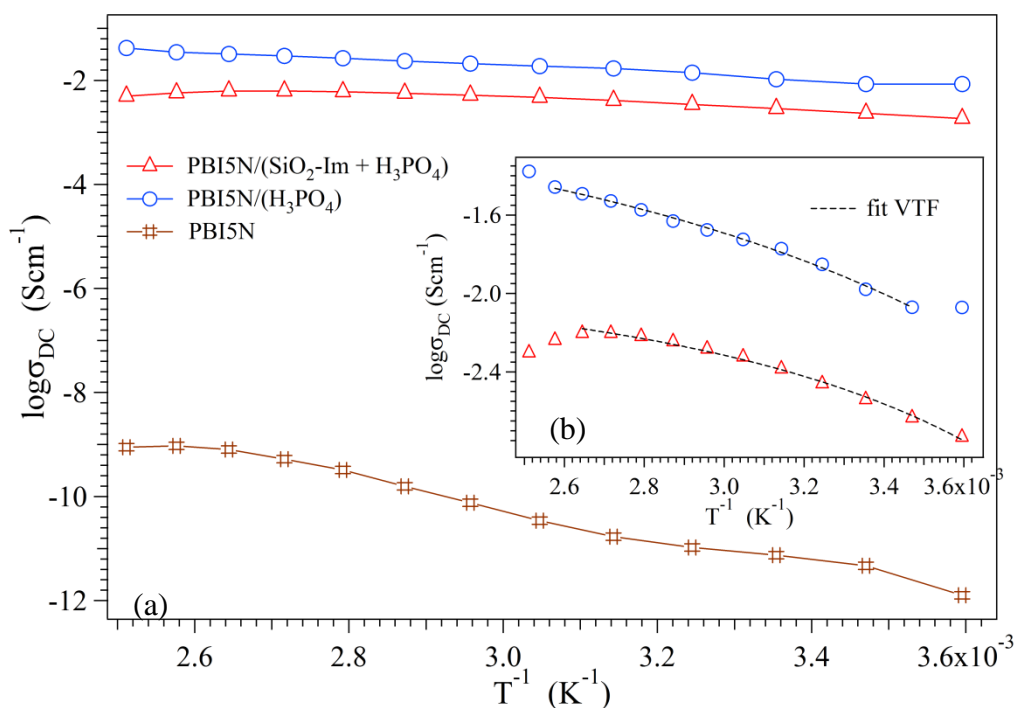 -2
-4
-6
-8
-10
-12
logσDC (Scm⁻¹)
PBI5N/(SiO₂-Im + H₃PO₄)
PBI5N/(H₃PO₄)
PBI5N
(a)
2.6 2.8 3.0 3.2 3.4 3.6x10⁻³
T⁻¹ (K⁻¹)
-1.6
-2.0
-2.4
logσDC (Scm⁻¹)
fit VTF
(b)
2.6 2.8 3.0 3.2 3.4 3.6x10⁻³
T⁻¹ (K⁻¹)